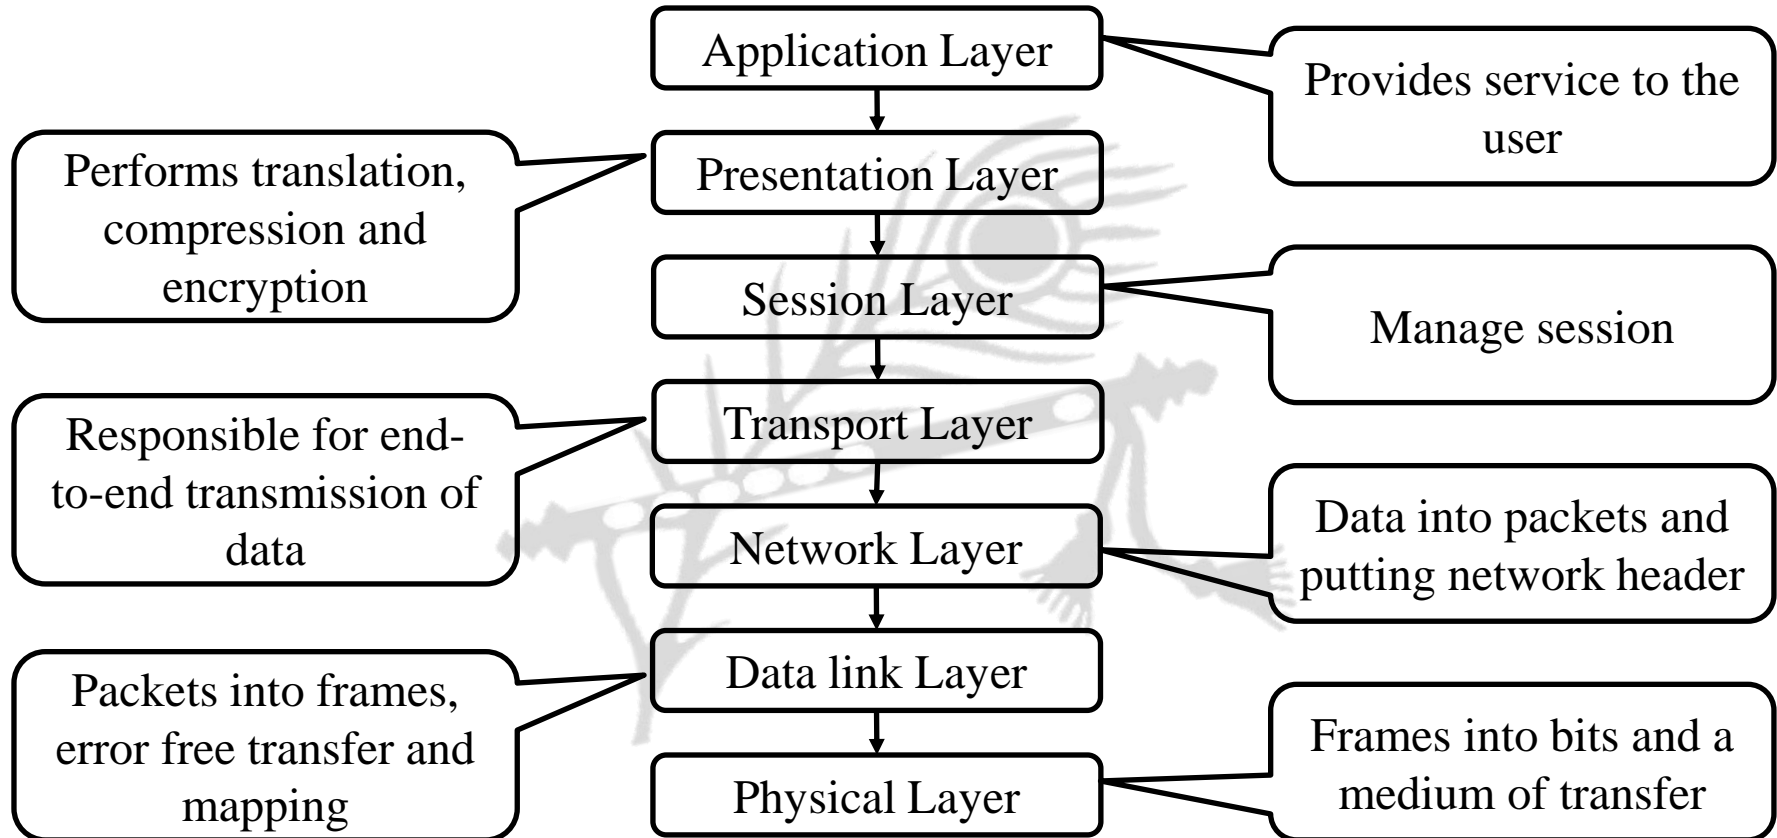 Application Layer
Provides service to the
user
Performs translation,
compression and
encryption
Presentation Layer
Session Layer
Manage session
Responsible for end-
to-end transmission of
data
Transport Layer
Network Layer
Data into packets and
putting network header
Packets into frames,
error free transfer and
mapping
Data link Layer
Physical Layer
Frames into bits and a
medium of transfer